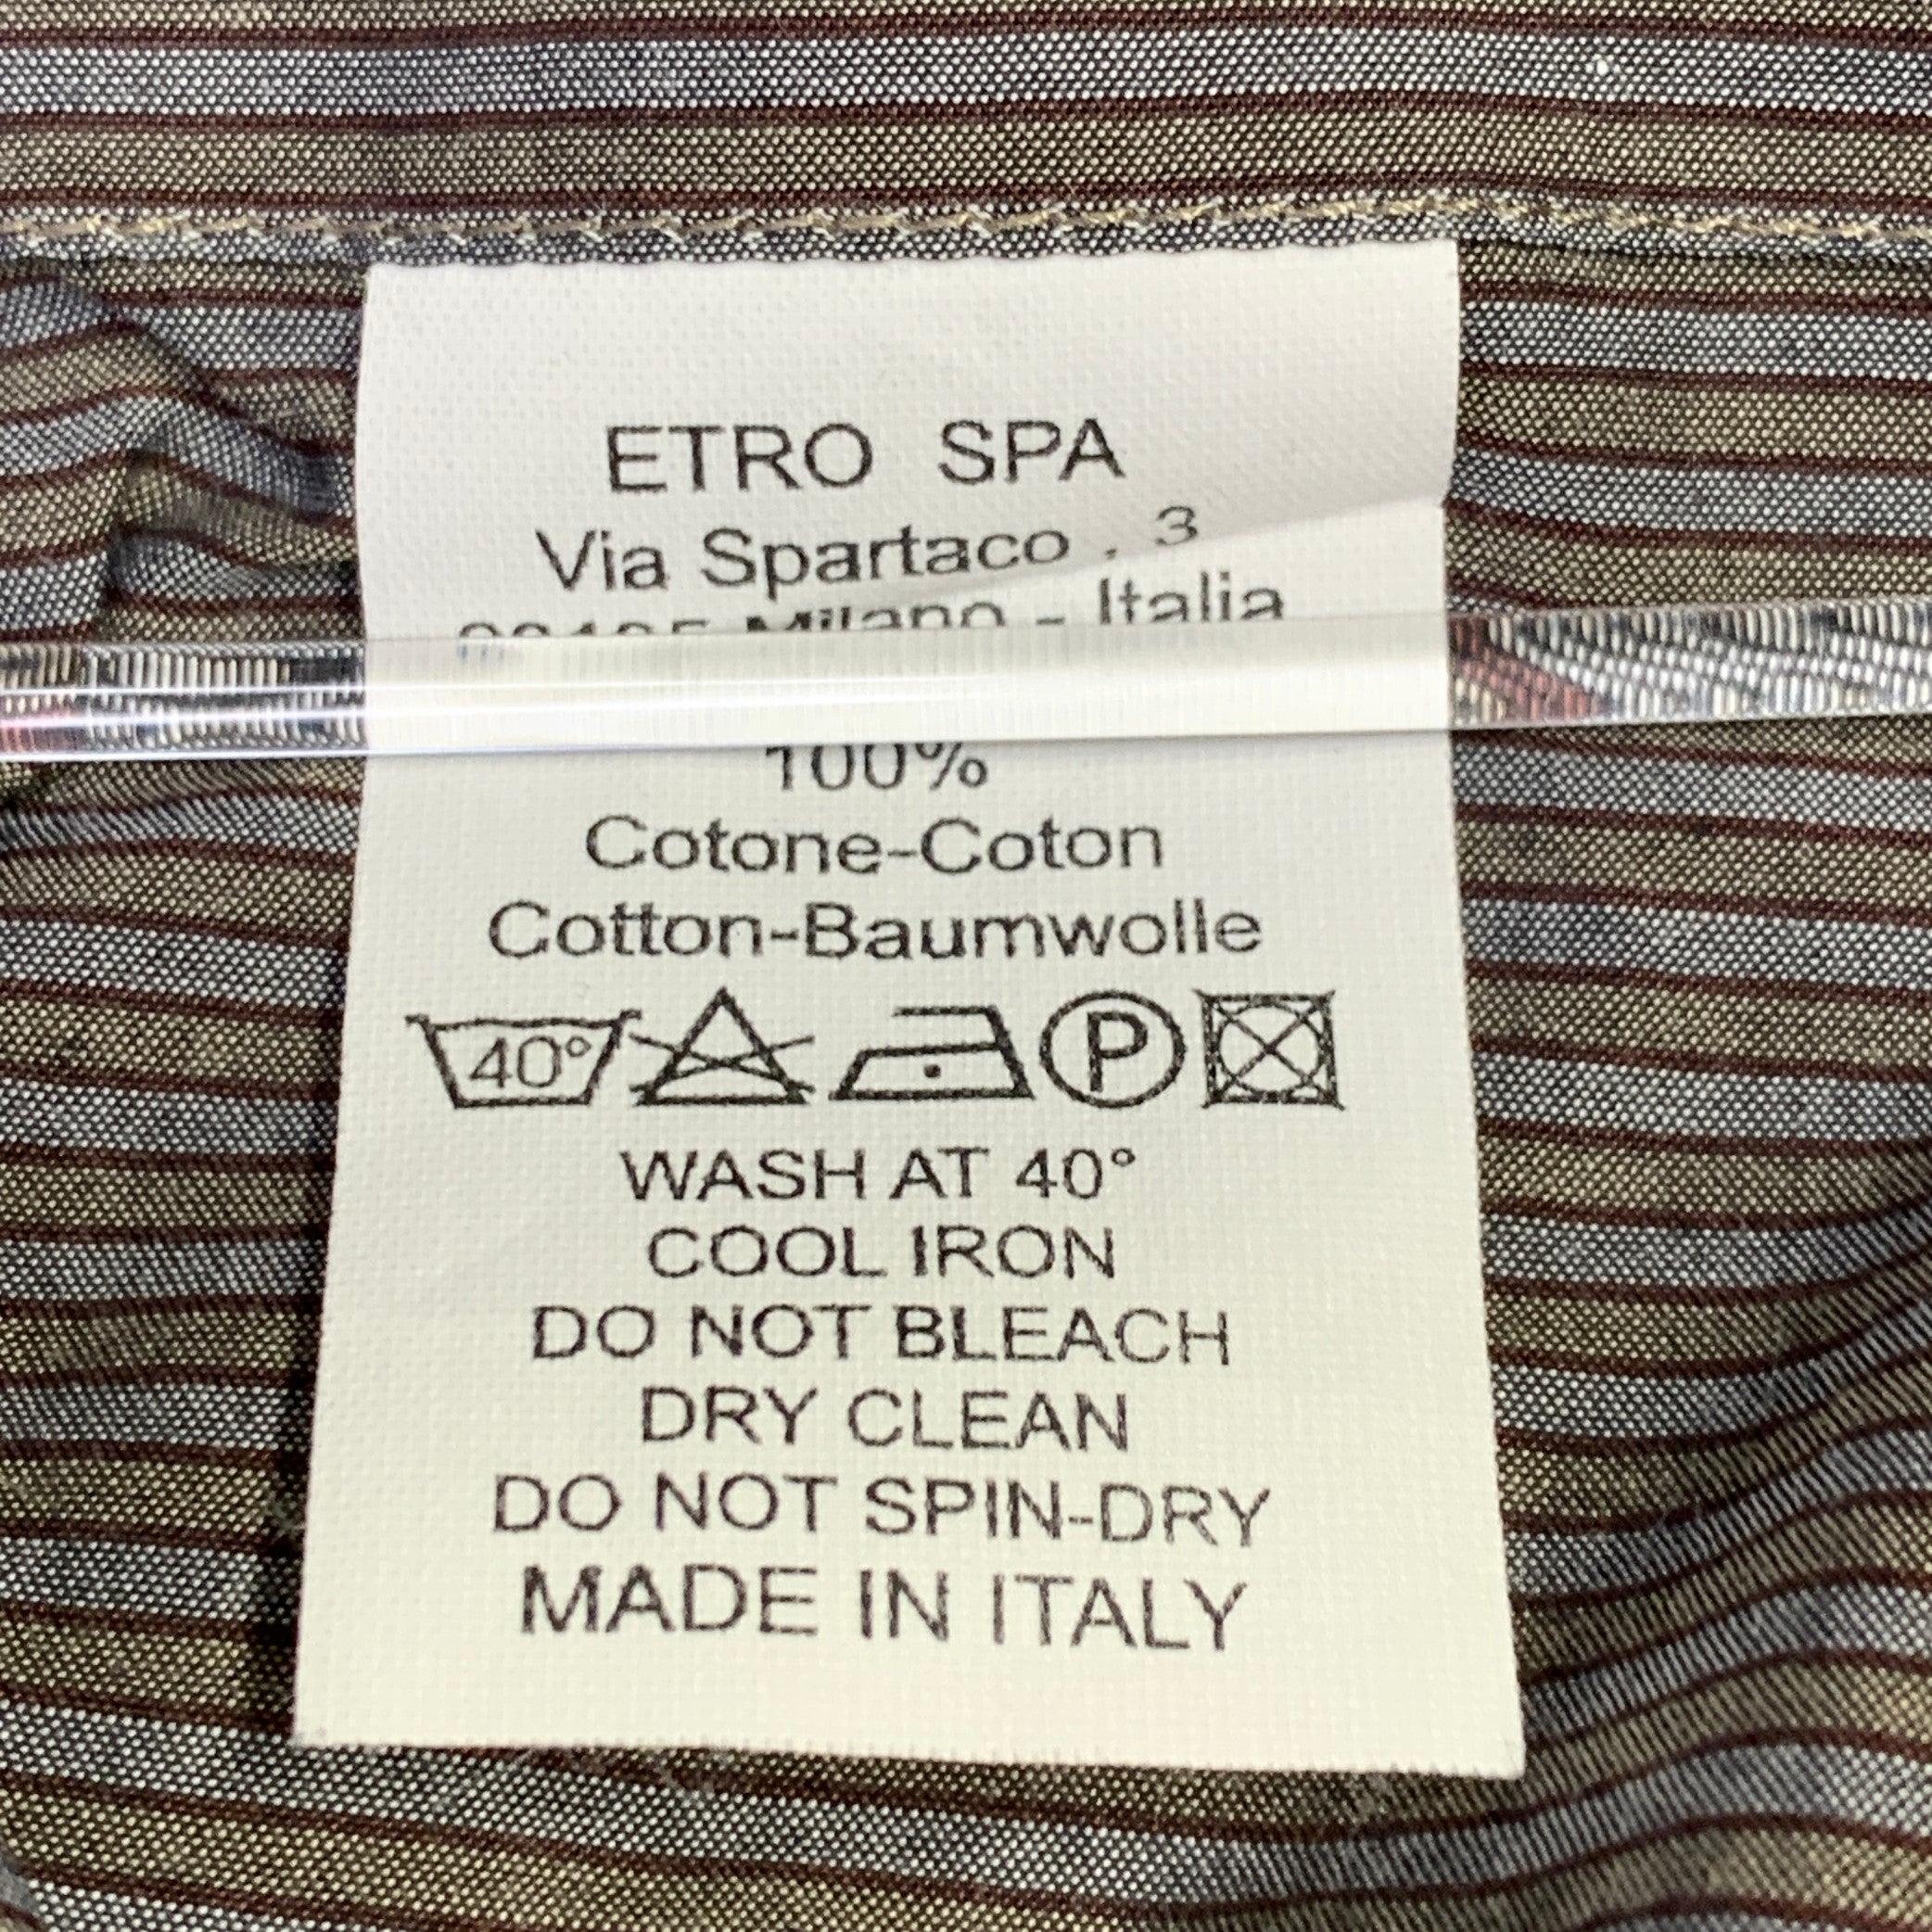 ETRO SPA
Via Spartaco , 3
Milano - Italia
100%
Cotone-Coton
Cotton-Baumwolle
40° P
WASH AT 40°
COOL IRON
DO NOT BLEACH
DRY CLEAN
DO NOT SPIN-DRY
MADE IN ITALY